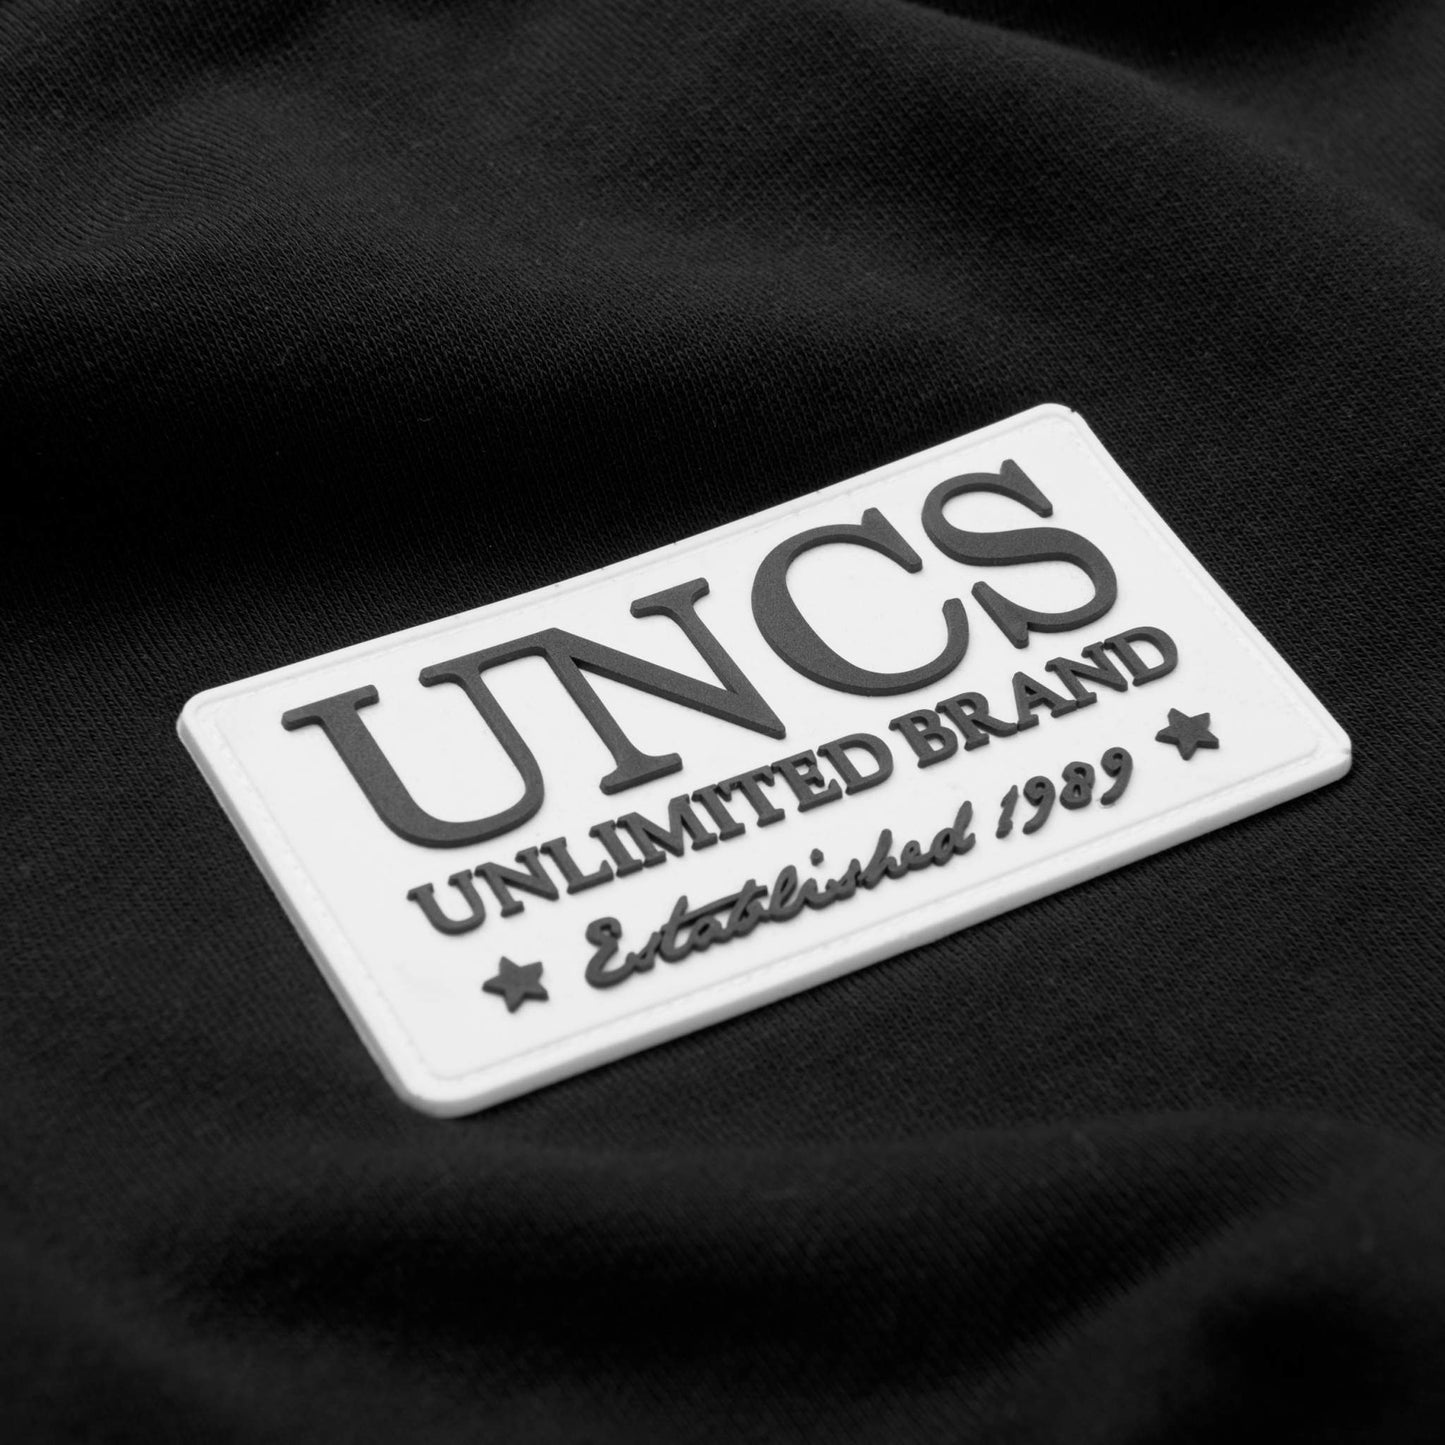 UNCS
UNLIMITED BRAND
Established 1989